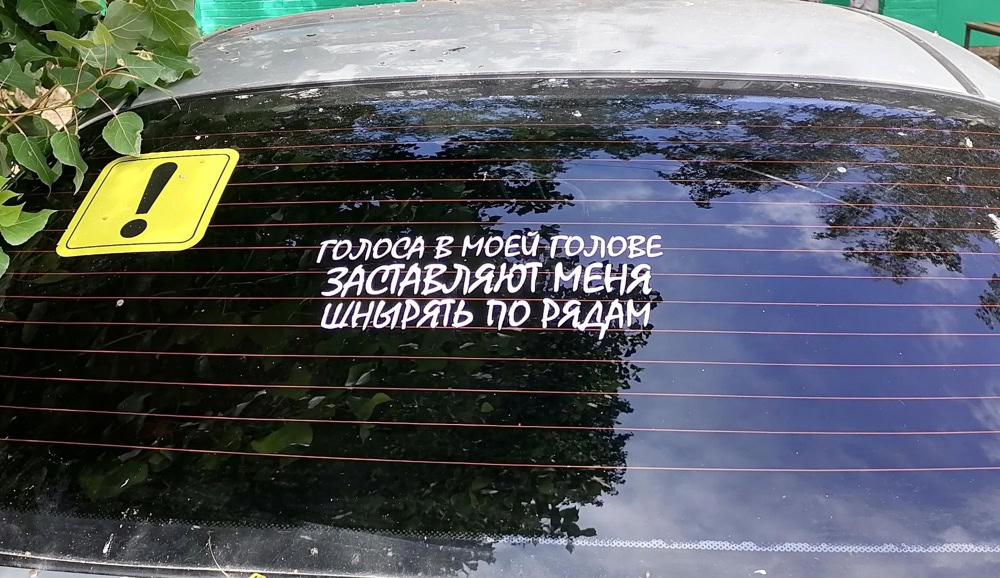 !
ГОЛОСА В МОЕЙ ГОЛОВЕ
ЗАСТАВЛЯЮТ МЕНЯ
ШНЫРЯТЬ ПО РЯДАМ